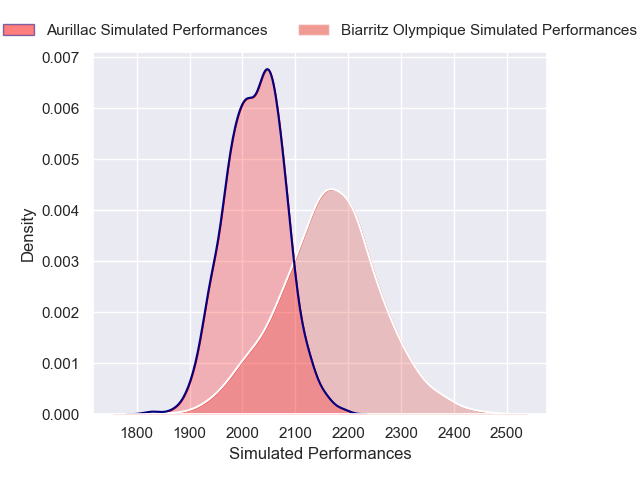 Aurillac Simulated Performances
Biarritz Olympique Simulated Performances
0.007
0.006
0.005
0.004
0.003
0.002
0.001
0.000
Density
1800 1900 2000 2100 2200 2300 2400 2500
Simulated Performances